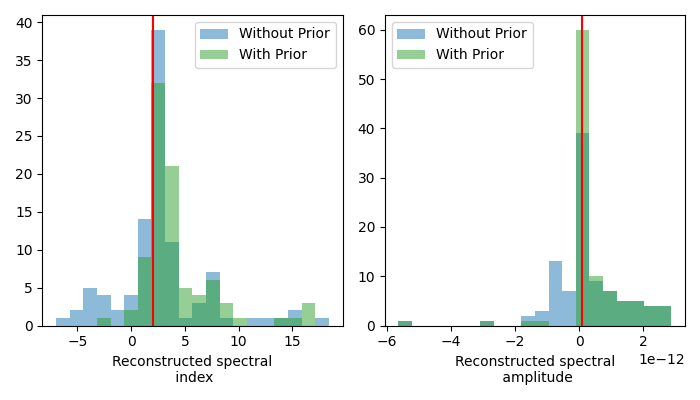 Without Prior
With Prior
40
35
30
25
20
15
10
5
0
−5
0
5
10
15
Reconstructed spectral
index
Without Prior
With Prior
60
50
40
30
20
10
0
−6
−4
−2
0
2
1e−12
Reconstructed spectral
amplitude